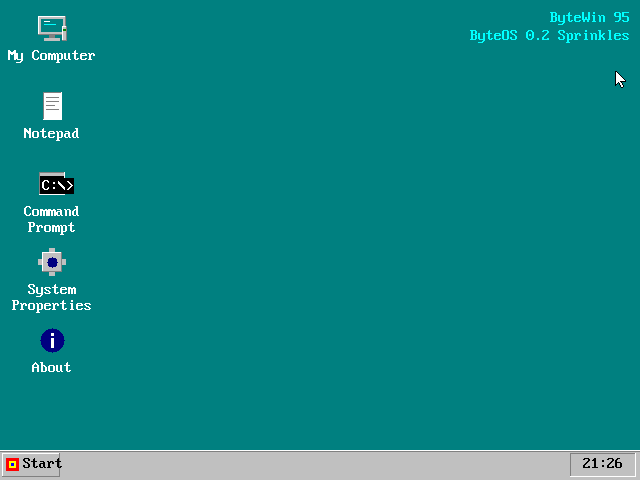 ByteWin 95
ByteOS 0.2 Sprinkles
My Computer
Notepad
C:\>
Command
Prompt
System
Properties
i
About
Start
21:26